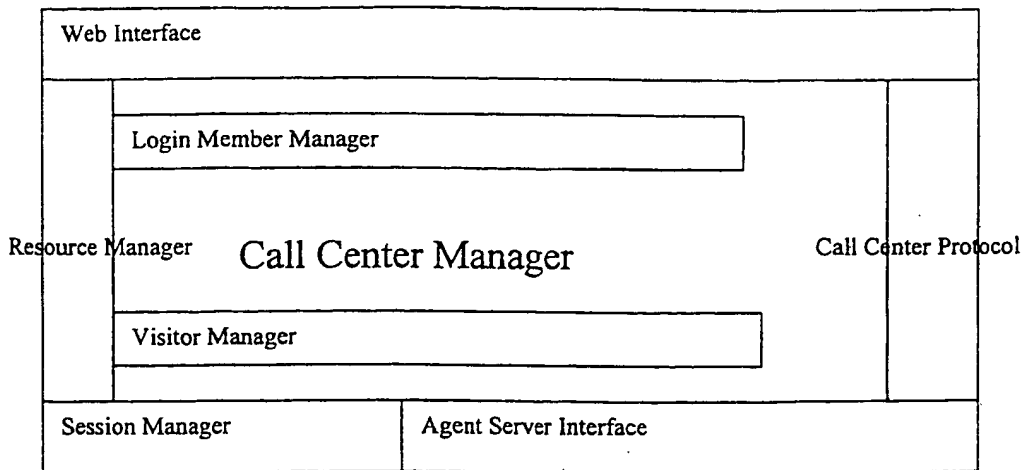 Web Interface
Login Member Manager
Resource Manager
Call Center Manager
Call Center Protocol
Visitor Manager
Session Manager
Agent Server Interface